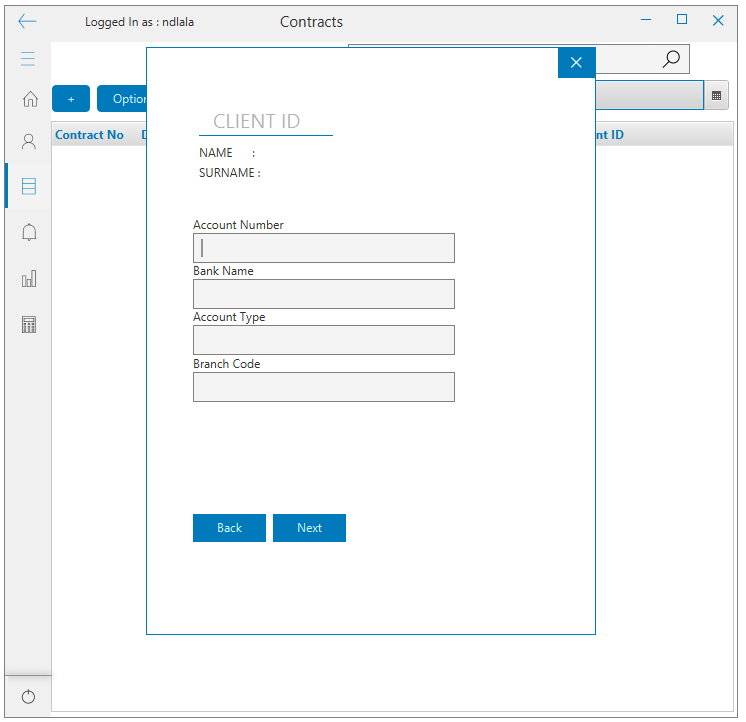 Logged In as : ndlala
Contracts
+
Option
Contract No
ID
CLIENT ID
NAME :
SURNAME :
Account Number
Bank Name
Account Type
Branch Code
Back
Next